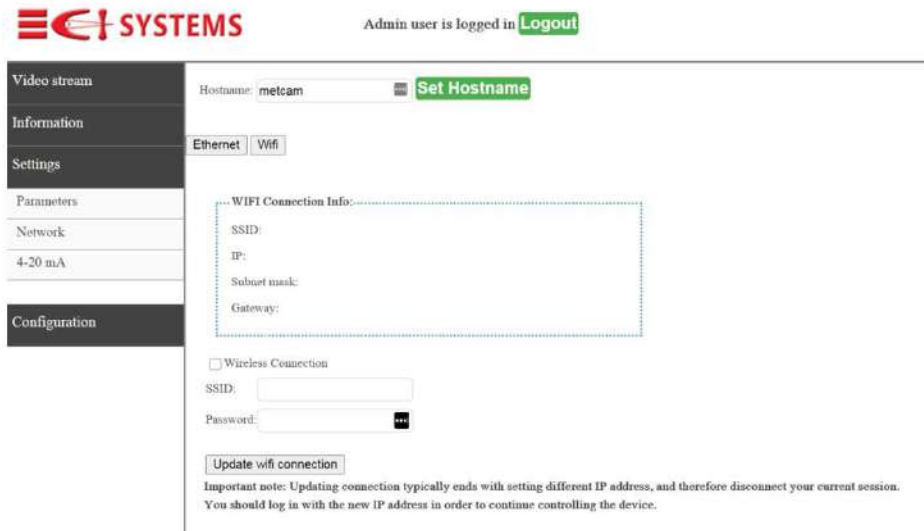 ECI SYSTEMS
Admin user is logged in Logout
Video stream
Information
Settings
Parameters
Network
4-20 mA
Configuration
Hostname: metcam Set Hostname
Ethernet Wifi
WIFI Connection Info:
SSID:
IP:
Subnet mask:
Gateway:
Wireless Connection
SSID:
Password:
Update wifi connection
Important note: Updating connection typically ends with setting different IP address, and therefore disconnect your current session.
You should log in with the new IP address in order to continue controlling the device.